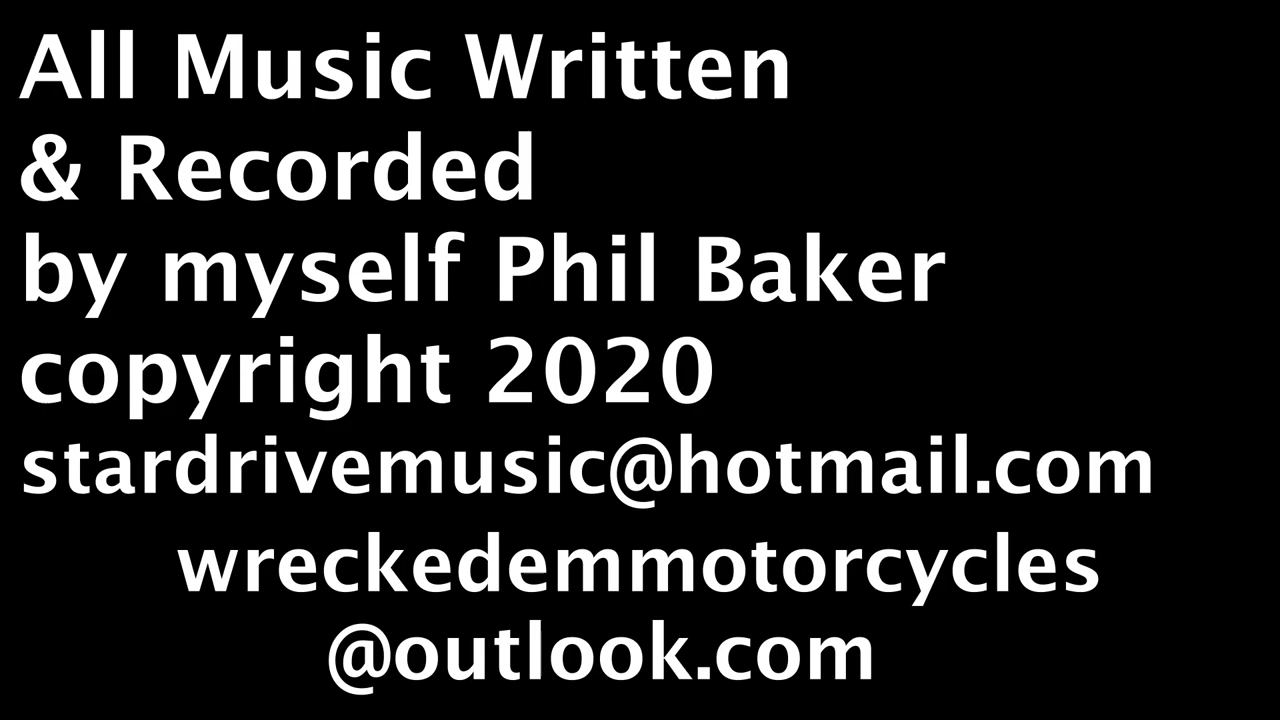 All Music Written
& Recorded
by myself Phil Baker
copyright 2020
stardrivemusic@hotmail.com
wreckedemmotorcycles
@outlook.com